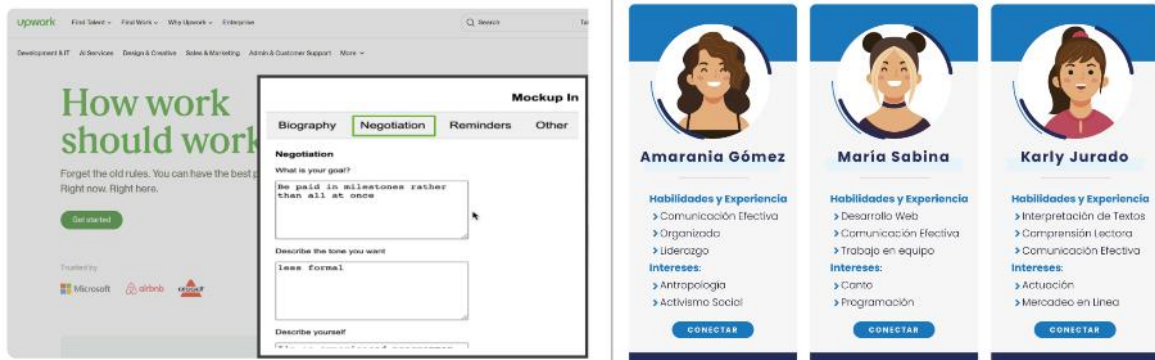 upwork Find Talent Find Work Why Upwork Enterprise Search
Development & IT AI Services Design & Creative Sales & Marketing Admin & Customer Support More
How work
should work
Forget the old rules. You can have the best p
Right now. Right here.
Get started
Trusted by
Microsoft airbnb
Mockup In
Biography Negotiation Reminders Other
Negotiation
What is your goal?
Be paid in milestones rather
than all at once
Describe the tone you want
less formal
Describe yourself
Amarania Gómez
Habilidades y Experiencia
Comunicación Efectiva
Organizada
Liderazgo
Intereses:
Antropología
Activismo Social
CONECTAR
María Sabina
Habilidades y Experiencia
Desarrollo Web
Comunicación Efectiva
Trabajo en equipo
Intereses:
Canto
Programación
CONECTAR
Karly Jurado
Habilidades y Experiencia
Interpretación de Textos
Comprensión Lectora
Comunicación Efectiva
Intereses:
Actuación
Mercadeo en Linea
CONECTAR